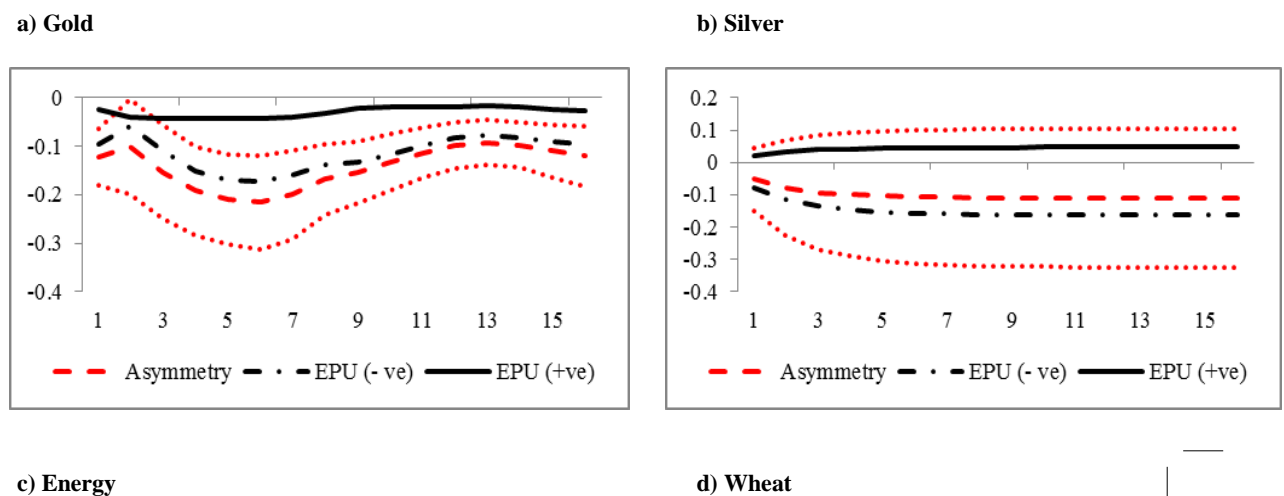 a) Gold
b) Silver
0
-0.1
-0.2
-0.3
-0.4
1 3 5 7 9 11 13 15
Asymmetry EPU (- ve) EPU (+ve)
0.2
0.1
0
-0.1
-0.2
-0.3
-0.4
1 3 5 7 9 11 13 15
Asymmetry EPU (- ve) EPU (+ve)
c) Energy
d) Wheat